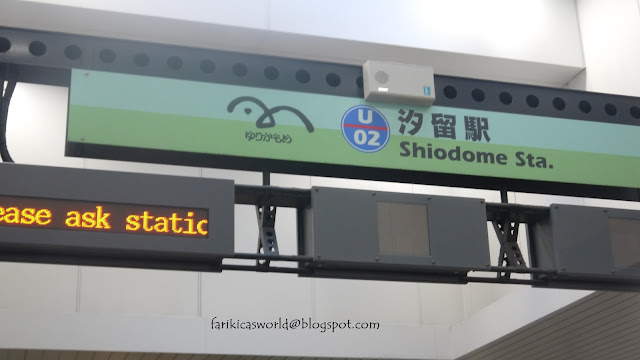 ゆりかもめ
U
02
汐留駅
Shiodome Sta.
ease ask static
farikicasworld@blogspot.com